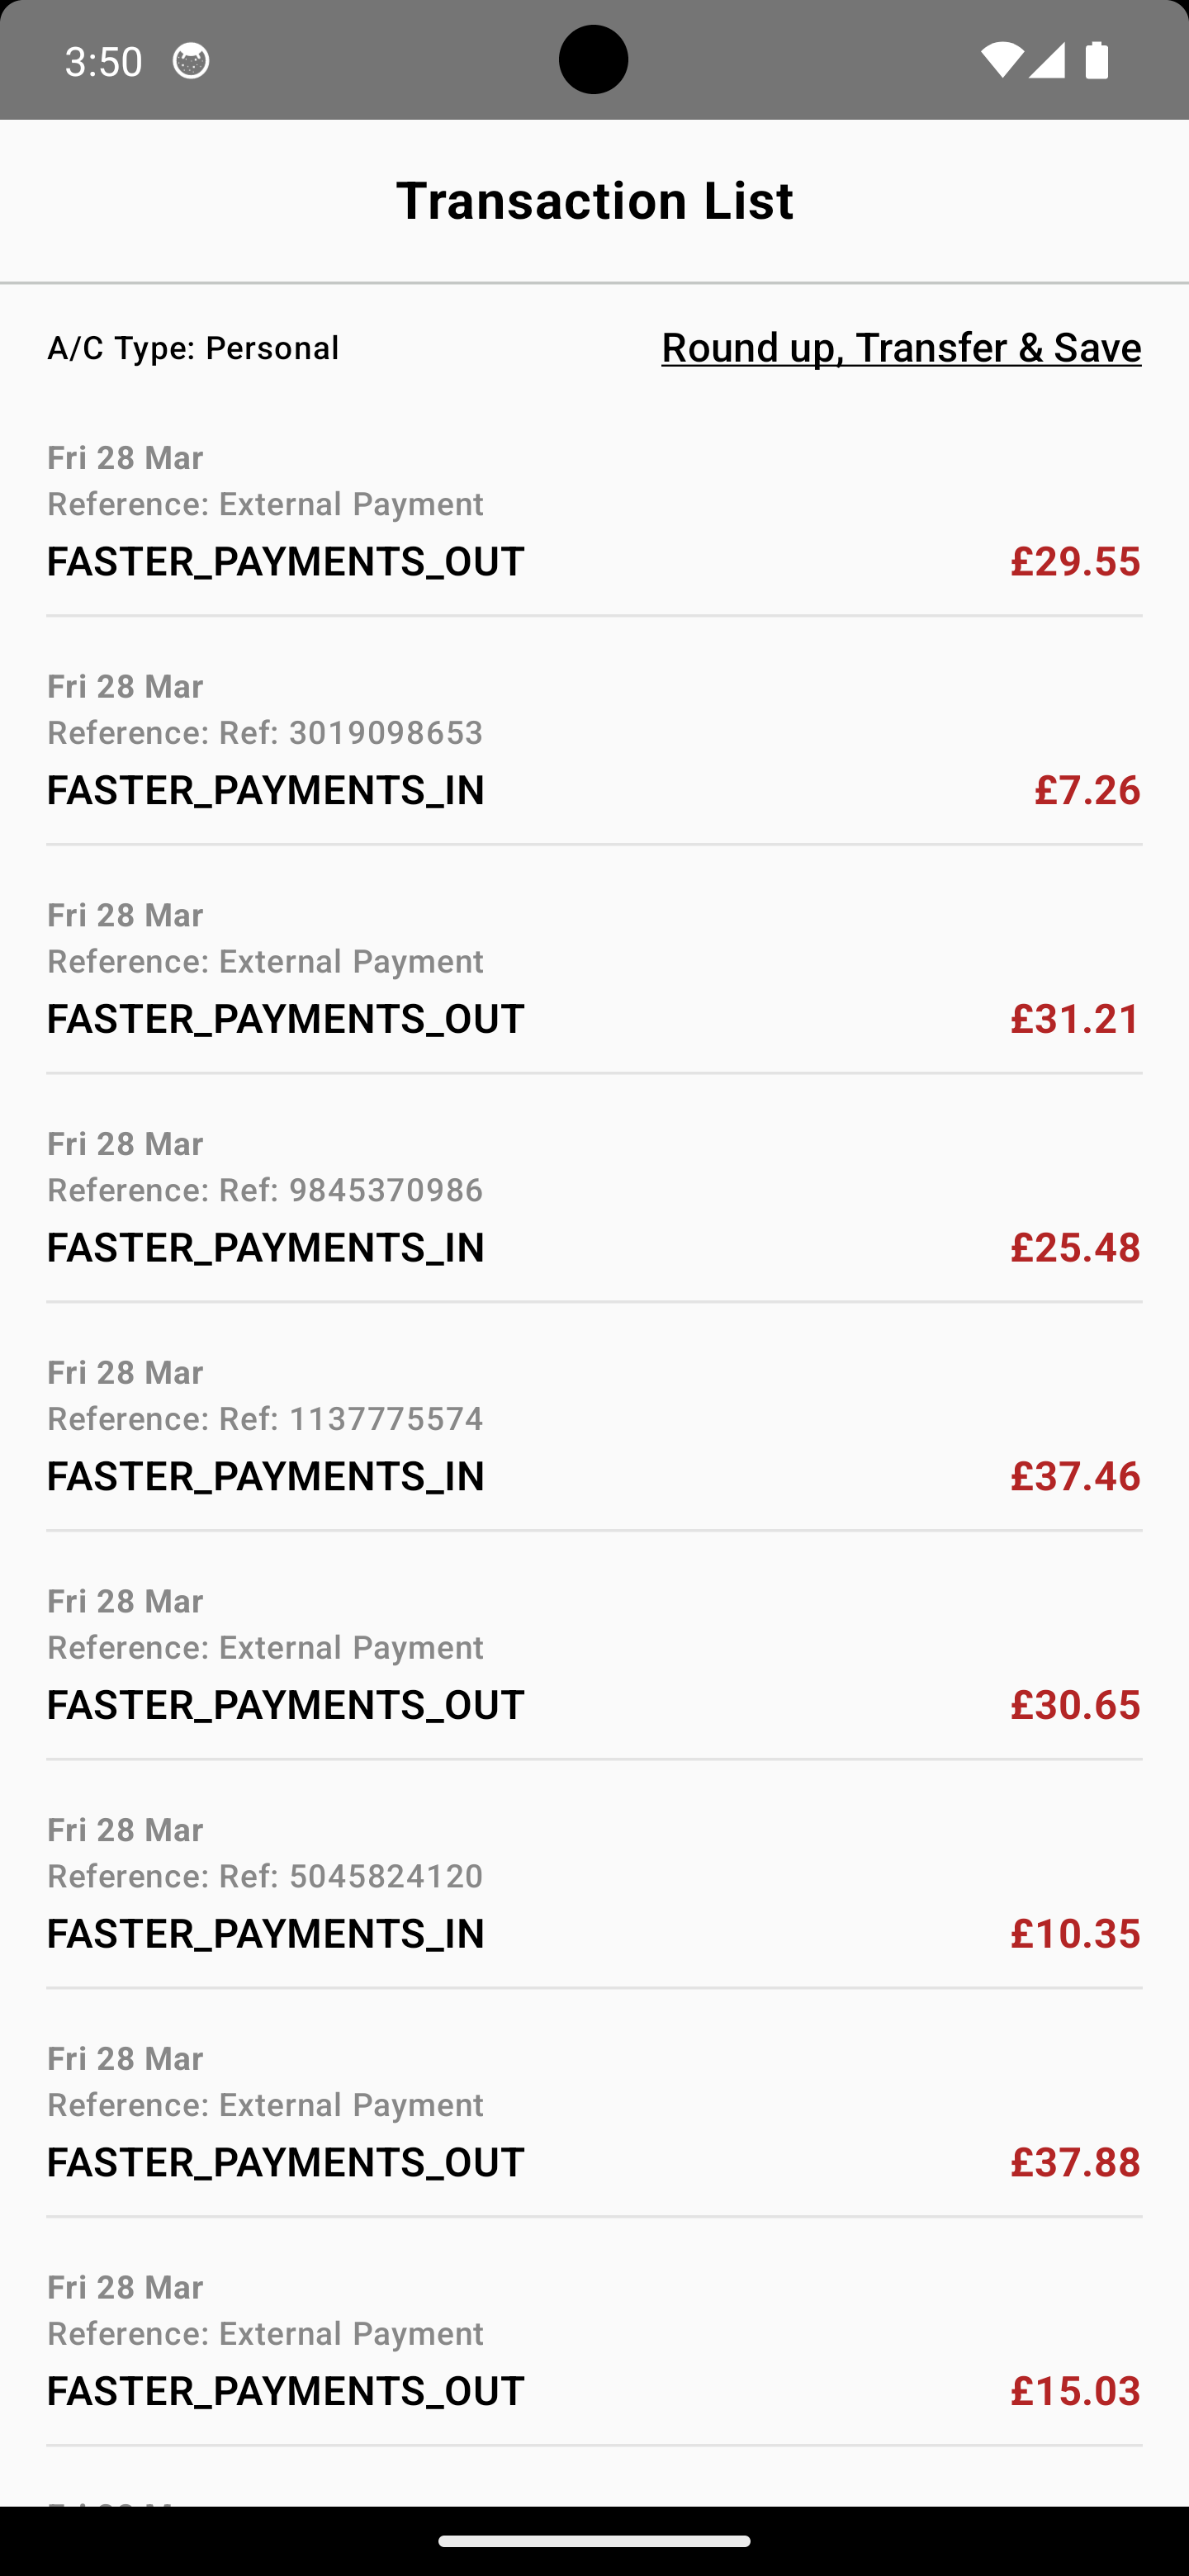 3:50
Transaction List
A/C Type: Personal Round up, Transfer & Save
Fri 28 Mar
Reference: External Payment
FASTER_PAYMENTS_OUT £29.55
Fri 28 Mar
Reference: Ref: 3019098653
FASTER_PAYMENTS_IN £7.26
Fri 28 Mar
Reference: External Payment
FASTER_PAYMENTS_OUT £31.21
Fri 28 Mar
Reference: Ref: 9845370986
FASTER_PAYMENTS_IN £25.48
Fri 28 Mar
Reference: Ref: 1137775574
FASTER_PAYMENTS_IN £37.46
Fri 28 Mar
Reference: External Payment
FASTER_PAYMENTS_OUT £30.65
Fri 28 Mar
Reference: Ref: 5045824120
FASTER_PAYMENTS_IN £10.35
Fri 28 Mar
Reference: External Payment
FASTER_PAYMENTS_OUT £37.88
Fri 28 Mar
Reference: External Payment
FASTER_PAYMENTS_OUT £15.03